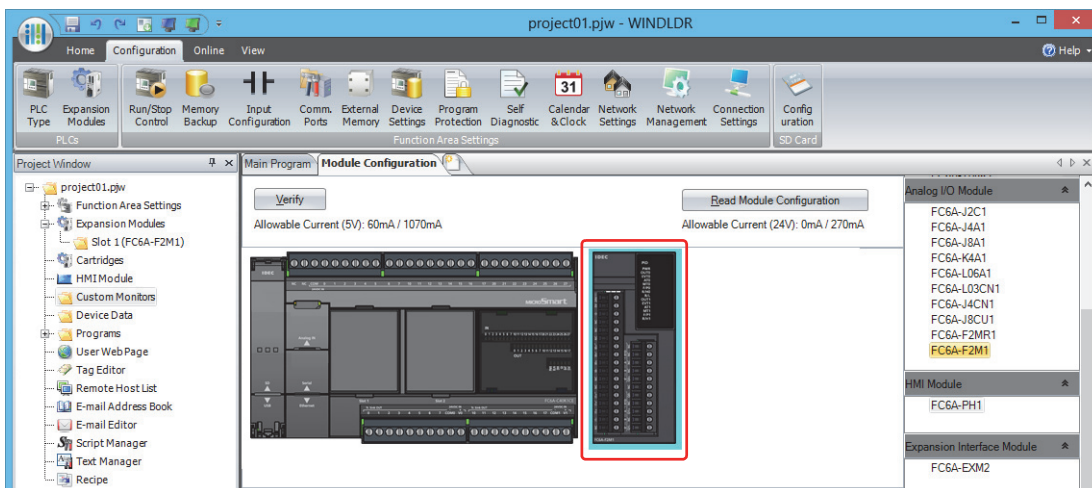 project01.pjw - WINDLDR
Home Configuration Online View
Help
PLC Type
Expansion Modules
Run/Stop Control
Memory Backup
Input Configuration
Comm. Ports
External Memory
Device Settings
Program Protection
Self Diagnostic
31
Calendar & Clock
Network Settings
Network Management
Connection Settings
Config uration
PLCs
Function Area Settings
SD Card
Project Window
Main Program
Module Configuration
project01.pjw
Function Area Settings
Expansion Modules
Slot 1 (FC6A-F2M1)
Cartridges
HMI Module
Custom Monitors
Device Data
Programs
User Web Page
Tag Editor
Remote Host List
E-mail Address Book
E-mail Editor
Script Manager
Text Manager
Recipe
Verify
Read Module Configuration
Allowable Current (5V): 60mA / 1070mA
Allowable Current (24V): 0mA / 270mA
IDEC
MICROSmart
IDEC
Analog I/O Module
FC6A-J2C1
FC6A-J4A1
FC6A-J8A1
FC6A-K4A1
FC6A-L06A1
FC6A-L03CN1
FC6A-J4CN1
FC6A-J8CU1
FC6A-F2MR1
FC6A-F2M1
HMI Module
FC6A-PH1
Expansion Interface Module
FC6A-EXM2